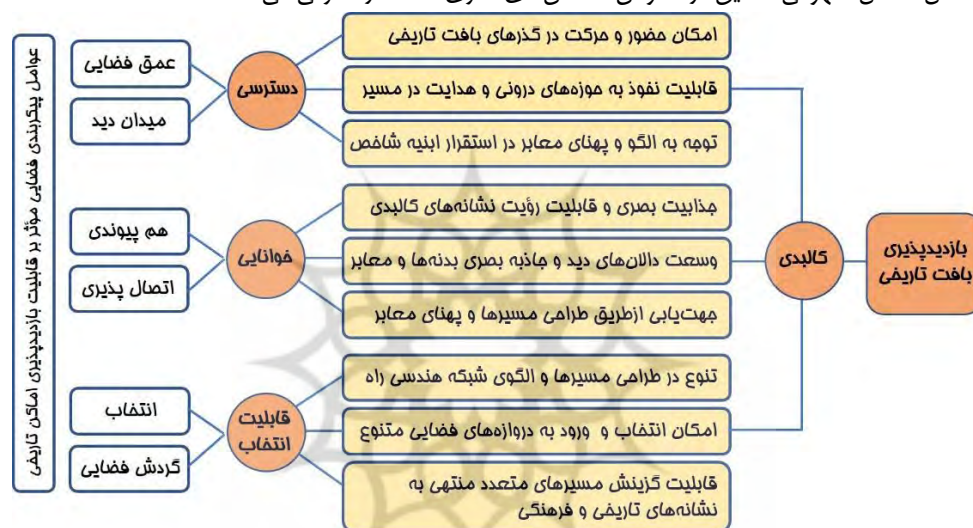 بازدیدپذیری
بافت تاریخی
کالبدی
امکان حضور و حرکت در گذرهای بافت تاریخی
قابلیت نفوذ به حوزه‌های درونی و هدایت در مسیر
توجه به الگو و پهنای معابر در استقرار ابنیه شاخص
دسترسی
عمق فضایی
میدان دید
جذابیت بصری و قابلیت رؤیت نشانه‌های کالبدی
وسعت دالان‌های دید و جاذبه بصری بدنه‌ها و معابر
جهت‌یابی ازطریق طراحی مسیرها و پهنای معابر
خوانایی
هم پیوندی
اتصال پذیری
تنوع در طراحی مسیرها و الگوی شبکه هندسی راه
امکان انتخاب و ورود به دروازه‌های فضایی متنوع
قابلیت گزینش مسیرهای متعدد منتهی به
نشانه‌های تاریخی و فرهنگی
قابلیت
انتخاب
انتخاب
گردش فضایی
عوامل پیکربندی فضایی مؤثر بر قابلیت بازدیدپذیری اماکن تاریخی